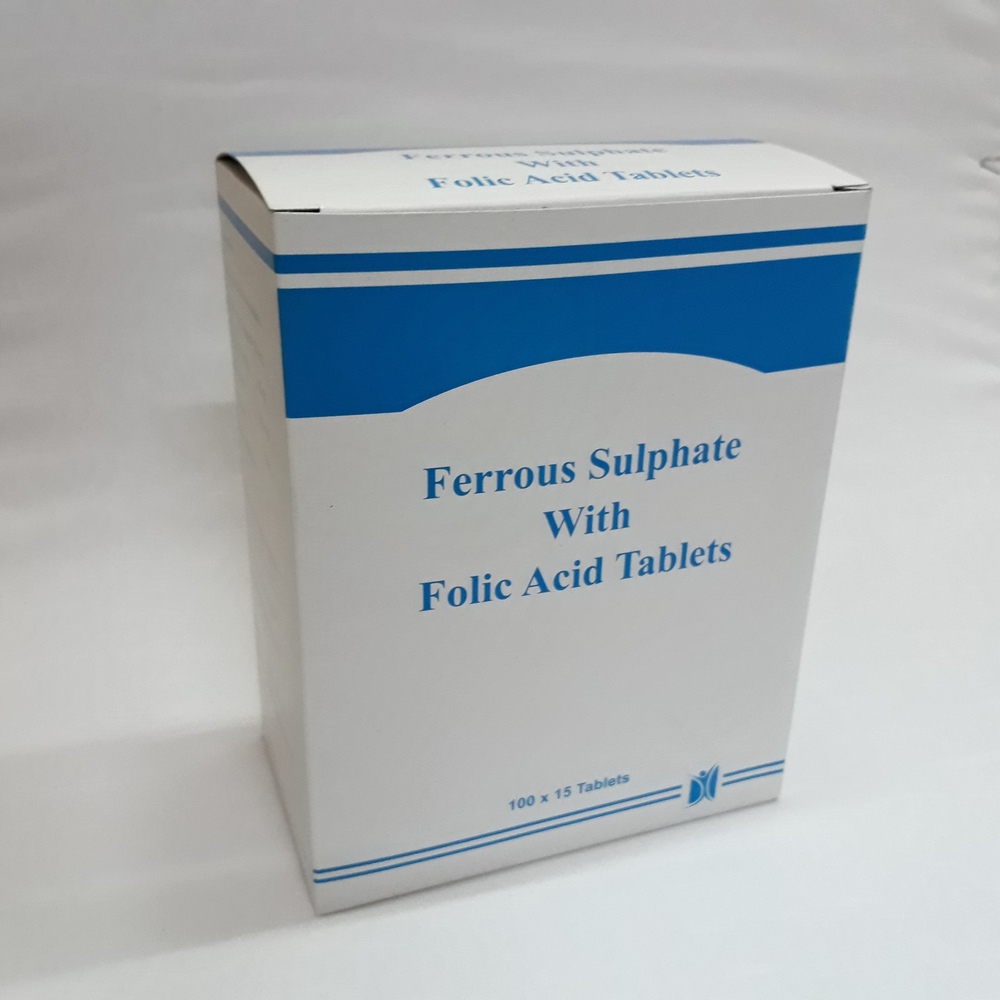 Ferrous Sulphate
With
Folic Acid Tablets
Ferrous Sulphate
With
Folic Acid Tablets
100 x 15 Tablets